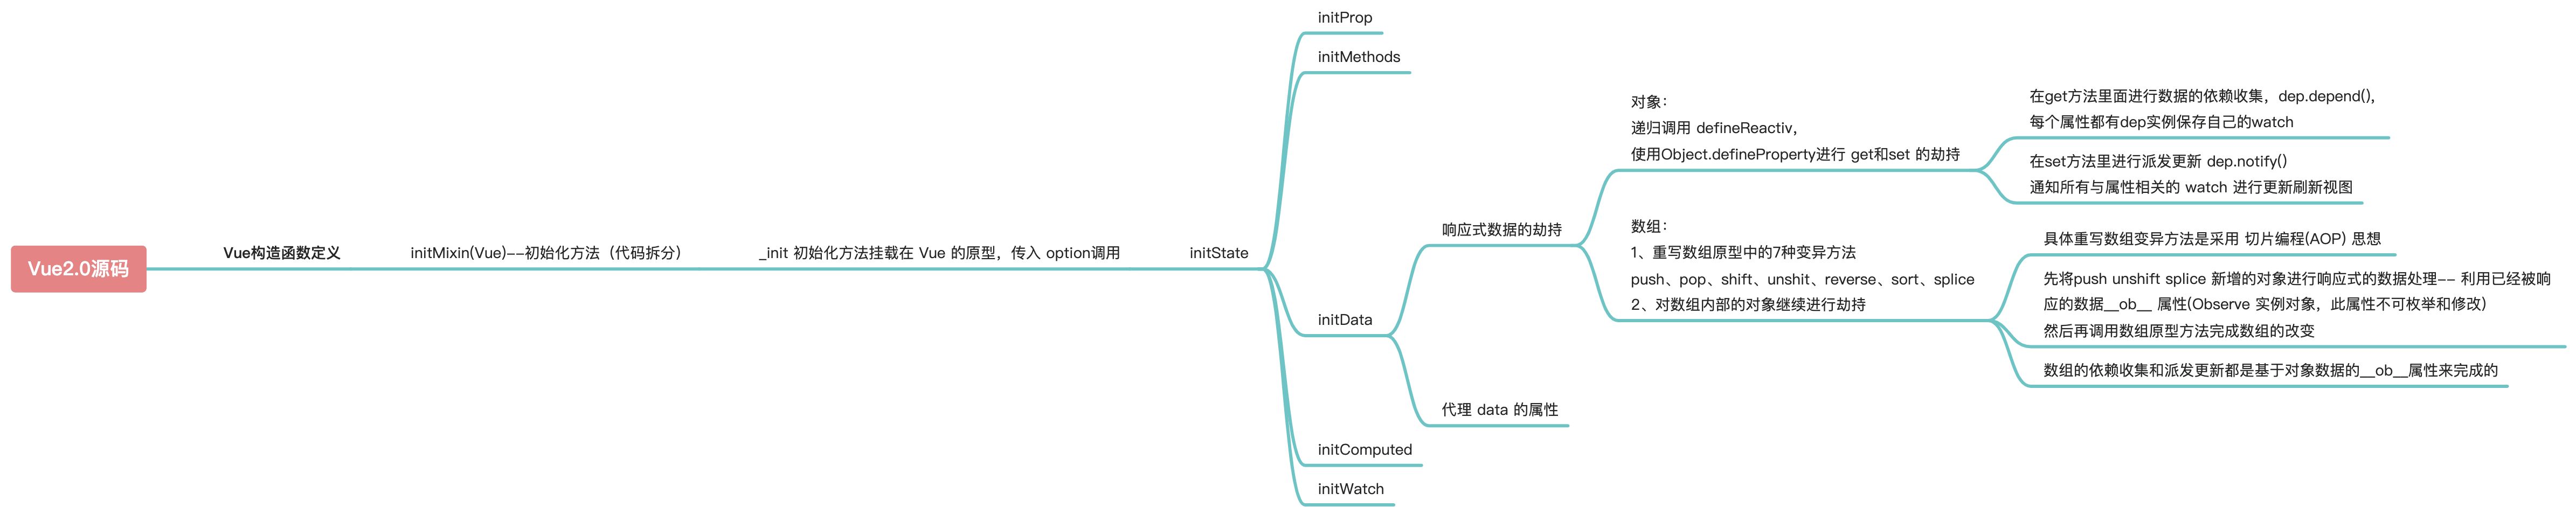 Vue2.0源码
Vue构造函数定义
initMixin(Vue)--初始化方法（代码拆分）
_init 初始化方法挂载在 Vue 的原型，传入 option调用
initState
initProp
initMethods
initData
响应式数据的劫持
对象：
递归调用 defineReactiv，
使用Object.defineProperty进行 get和set 的劫持
在get方法里面进行数据的依赖收集，dep.depend(),
每个属性都有dep实例保存自己的watch
在set方法里进行派发更新 dep.notify()
通知所有与属性相关的 watch 进行更新刷新视图
数组：
1、重写数组原型中的7种变异方法
push、pop、shift、unshit、reverse、sort、splice
2、对数组内部的对象继续进行劫持
具体重写数组变异方法是采用 切片编程(AOP) 思想
先将push unshift splice 新增的对象进行响应式的数据处理-- 利用已经被响
应的数据__ob__ 属性(Observe 实例对象，此属性不可枚举和修改)
然后再调用数组原型方法完成数组的改变
数组的依赖收集和派发更新都是基于对象数据的__ob__属性来完成的
代理 data 的属性
initComputed
initWatch